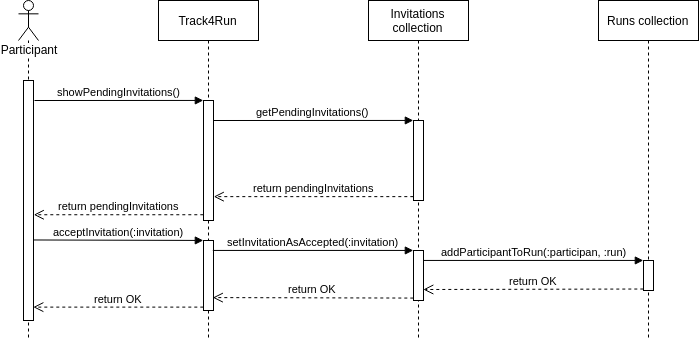 Participant
Track4Run
Invitations
collection
Runs collection
showPendingInvitations()
getPendingInvitations()
return pendingInvitations
return pendingInvitations
acceptInvitation(:invitation)
setInvitationAsAccepted(:invitation)
addParticipantToRun(:participan, :run)
return OK
return OK
return OK